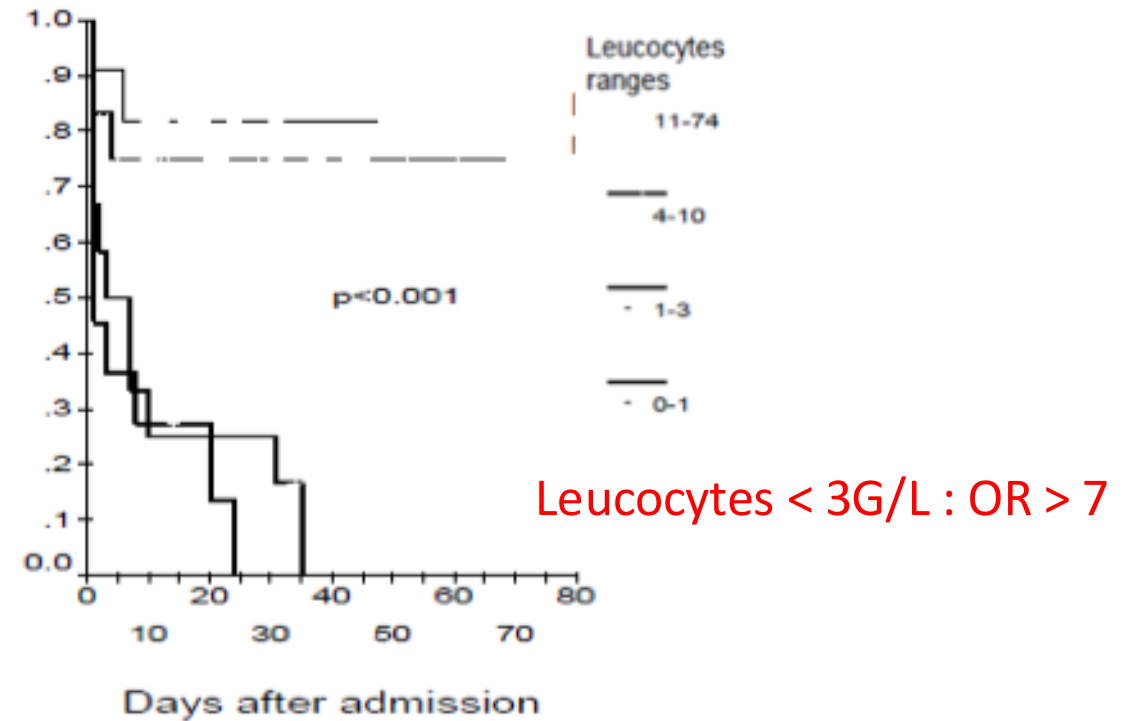 1.0
.9
.8
.7
.6
.5
.4
.3
.2
.1
0.0
0 20 40 60 80
10 30 50 70
Days after admission
p<0.001
Leucocytes
ranges
11-74
4-10
1-3
0-1
Leucocytes < 3G/L : OR > 7